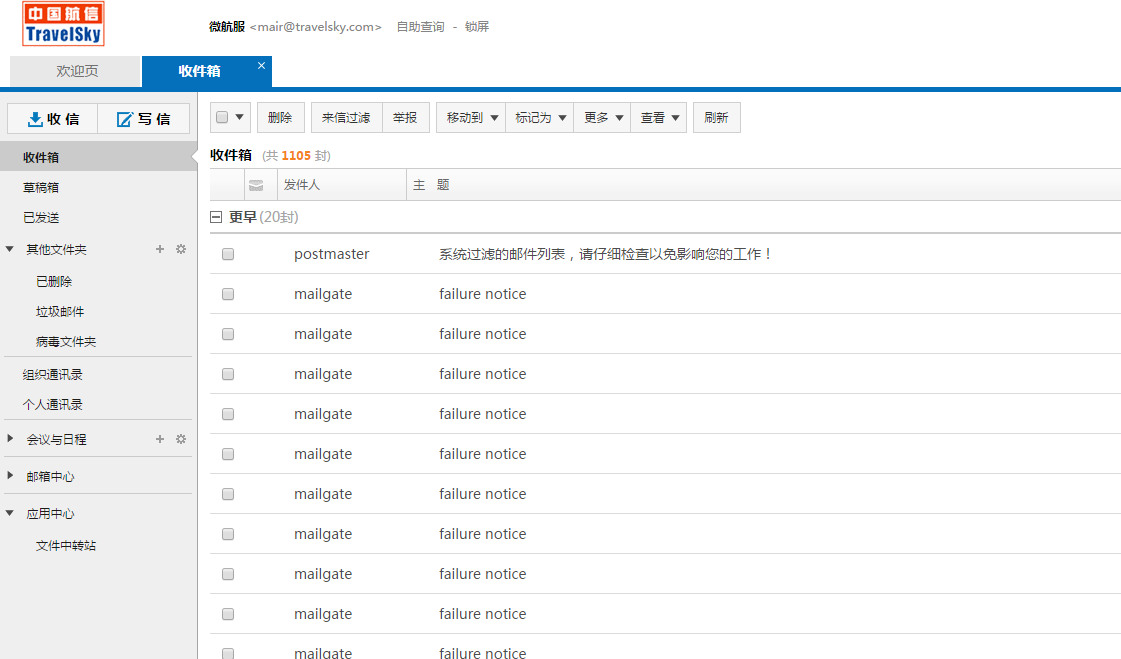 中国航信
TravelSky
微航服 <mair@travelsky.com> 自助查询 - 锁屏
欢迎页
收件箱
收信
写信
收件箱
草稿箱
已发送
其他文件夹
已删除
垃圾邮件
病毒文件夹
组织通讯录
个人通讯录
会议与日程
邮箱中心
应用中心
文件中转站
删除 来信过滤 举报 移动到 标记为 更多 查看 刷新
收件箱 (共 1105 封)
发件人 主 题
更早(20封)
postmaster 系统过滤的邮件列表，请仔细检查以免影响您的工作！
mailgate failure notice
mailgate failure notice
mailgate failure notice
mailgate failure notice
mailgate failure notice
mailgate failure notice
mailgate failure notice
mailgate failure notice
mailgate failure notice
mailgate failure notice